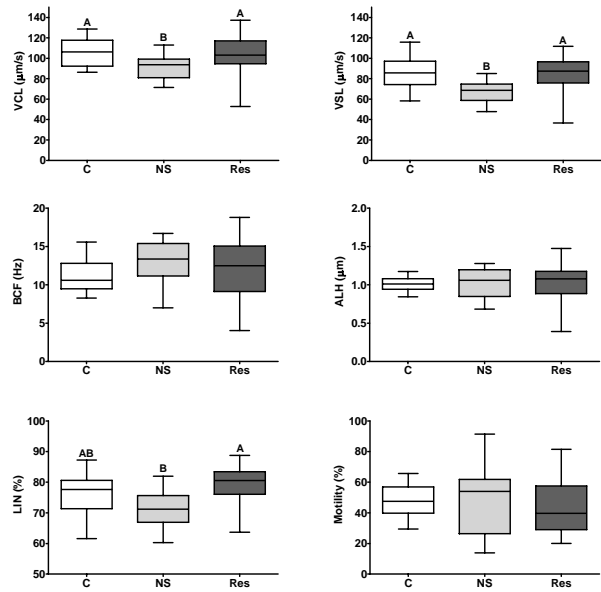 VCL (µm/s)
140
120
100
80
60
40
20
0
A
B
A
C NS Res
VSL (µm/s)
140
120
100
80
60
40
20
0
A
B
A
C NS Res
BCF (Hz)
20
15
10
5
0
C NS Res
ALH (µm)
2.0
1.5
1.0
0.5
0.0
C NS Res
LIN (%)
100
90
80
70
60
50
AB
B
A
C NS Res
Motility (%)
100
80
60
40
20
0
C NS Res